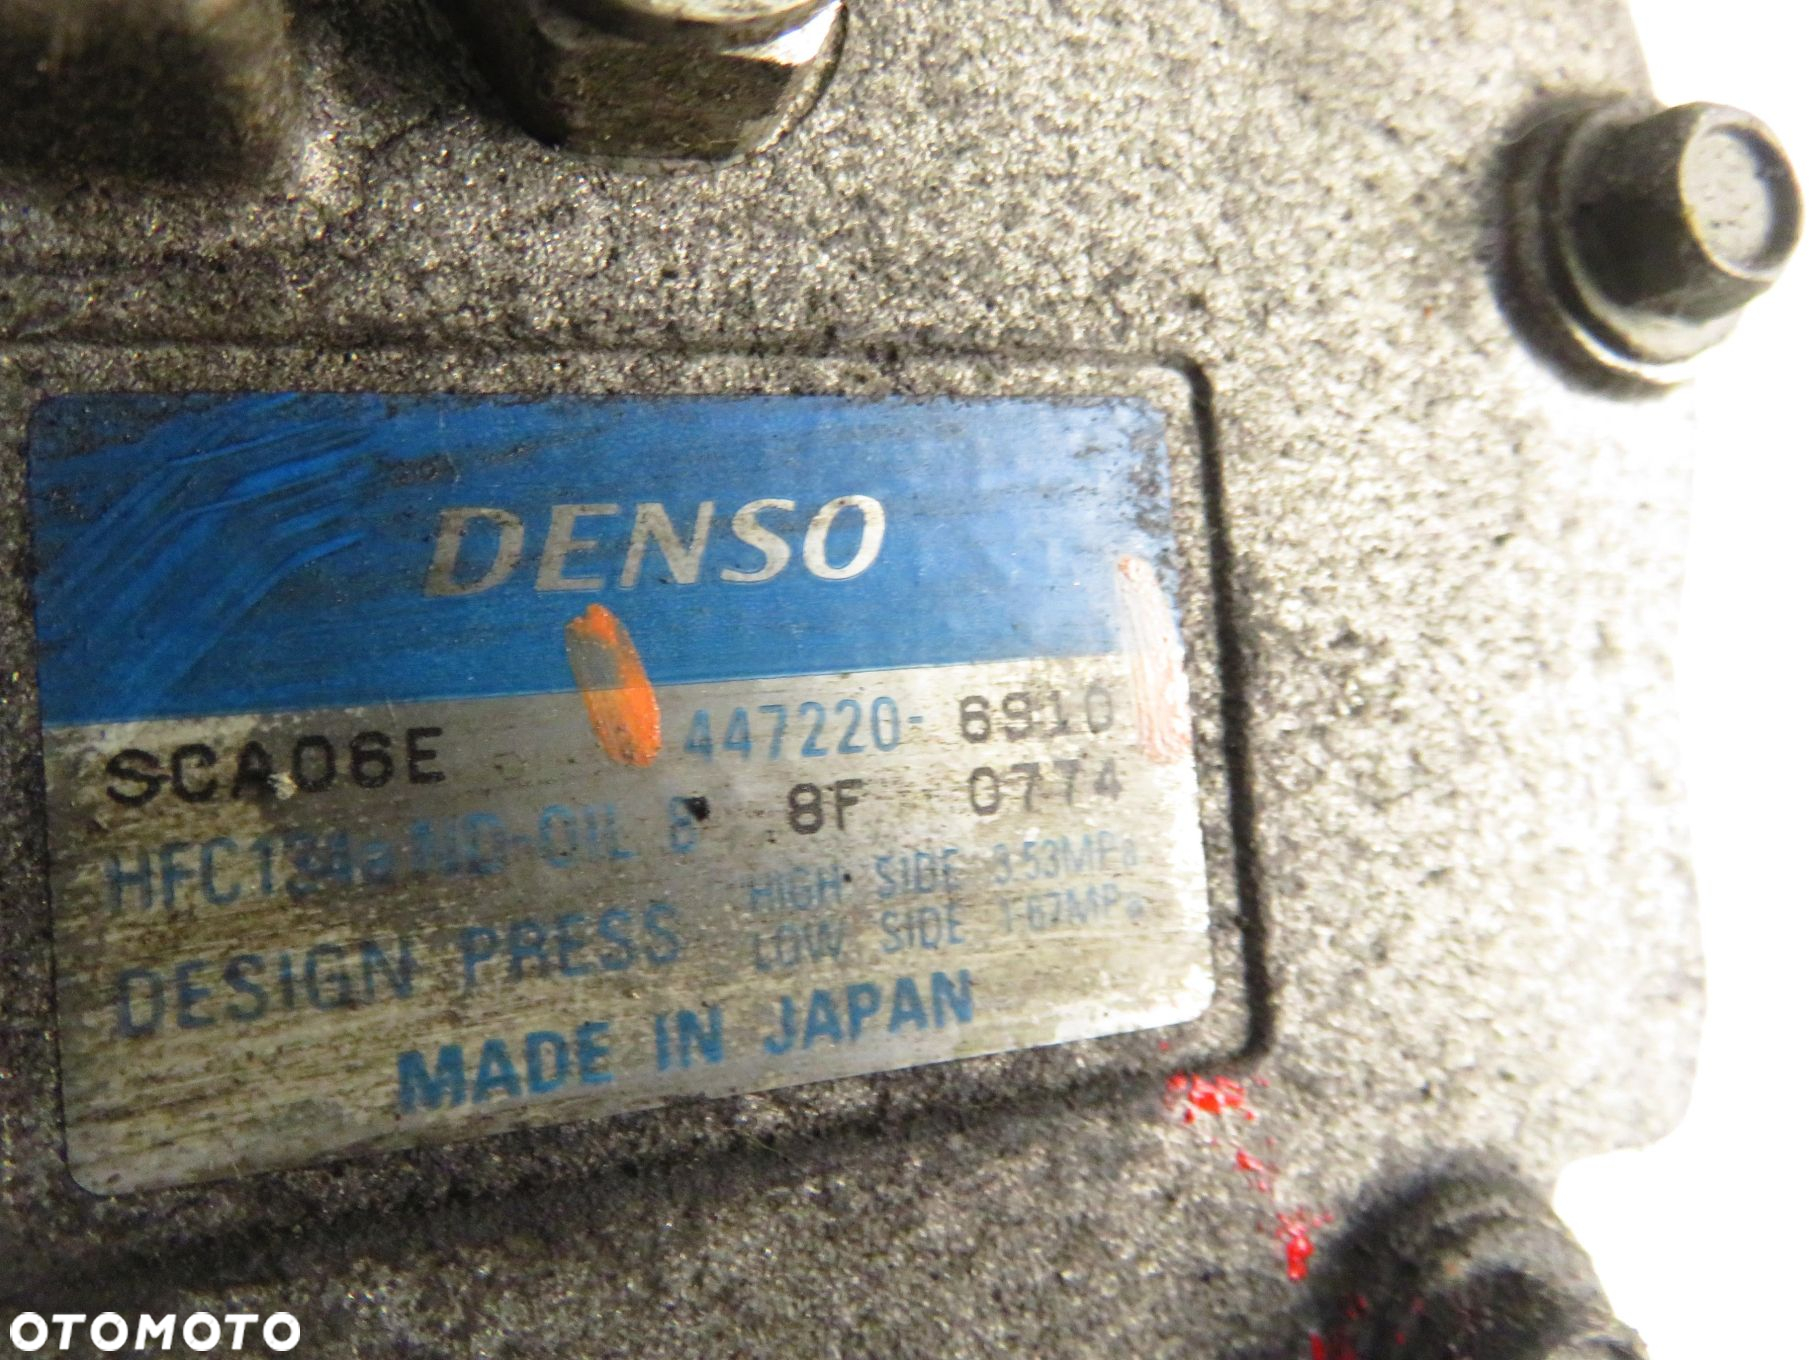 DENSO
SCA06E 447220-6910
HFC134a ND-OIL 8 8F 0774
DESIGN PRESS HIGH SIDE 3.53MPa
LOW SIDE 1.67MPa
MADE IN JAPAN
OTOMOTO